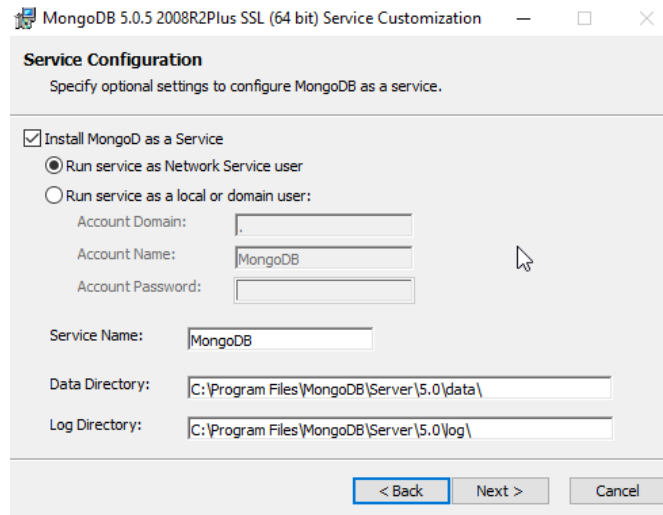 MongoDB 5.0.5 2008R2Plus SSL (64 bit) Service Customization
Service Configuration
Specify optional settings to configure MongoDB as a service.
Install MongoD as a Service
Run service as Network Service user
Run service as a local or domain user:
Account Domain: .
Account Name: MongoDB
Account Password:
Service Name: MongoDB
Data Directory: C:\Program Files\MongoDB\Server\5.0\data\
Log Directory: C:\Program Files\MongoDB\Server\5.0\log\
< Back Next > Cancel